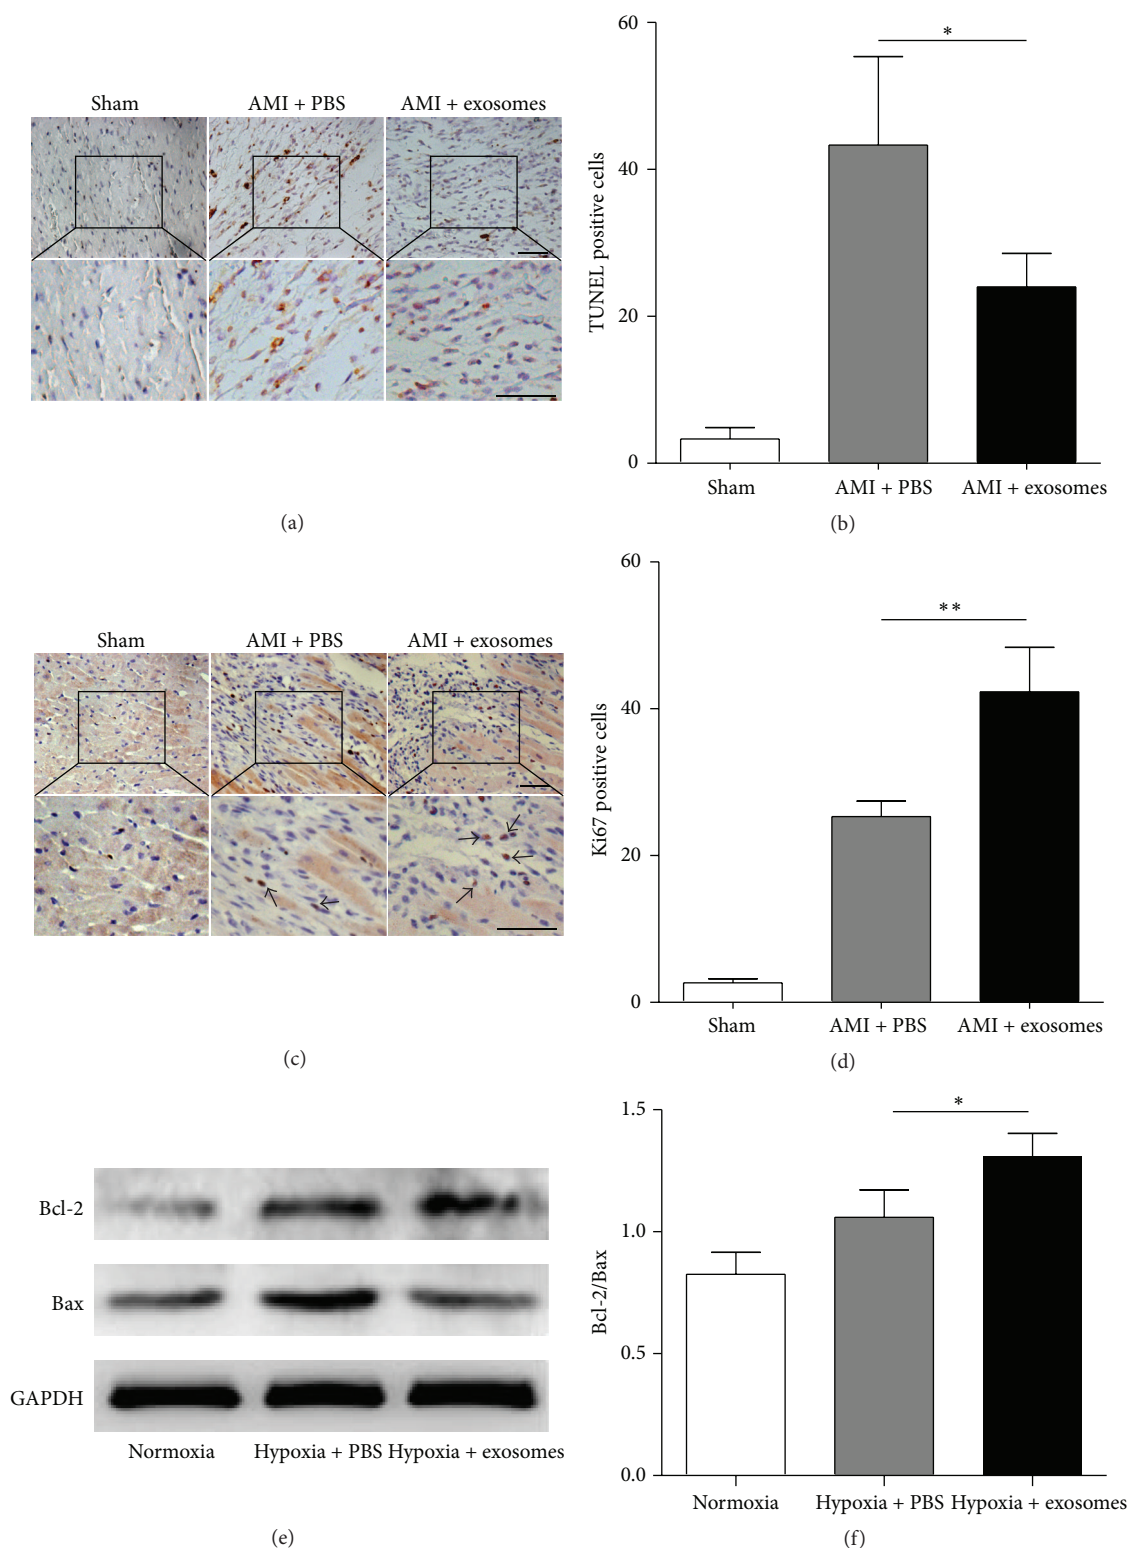 Sham
AMI + PBS
AMI + exosomes
(a)
60
40
20
0
TUNEL positive cells
*
Sham
AMI + PBS
AMI + exosomes
(b)
Sham
AMI + PBS
AMI + exosomes
(c)
60
40
20
0
Ki67 positive cells
**
Sham
AMI + PBS
AMI + exosomes
(d)
Bcl-2
Bax
GAPDH
Normoxia
Hypoxia + PBS
Hypoxia + exosomes
(e)
1.5
1.0
0.5
0.0
Bcl-2/Bax
*
Normoxia
Hypoxia + PBS
Hypoxia + exosomes
(f)